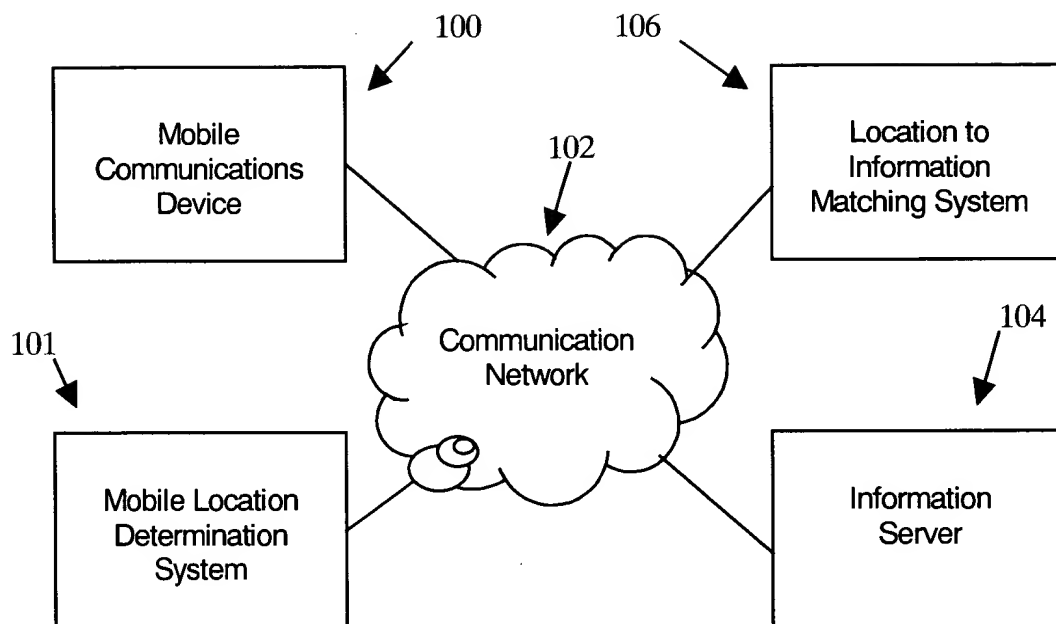 100
106
Mobile
Communications
Device
Location to
Information
Matching System
102
Communication
Network
101
104
Mobile Location
Determination
System
Information
Server